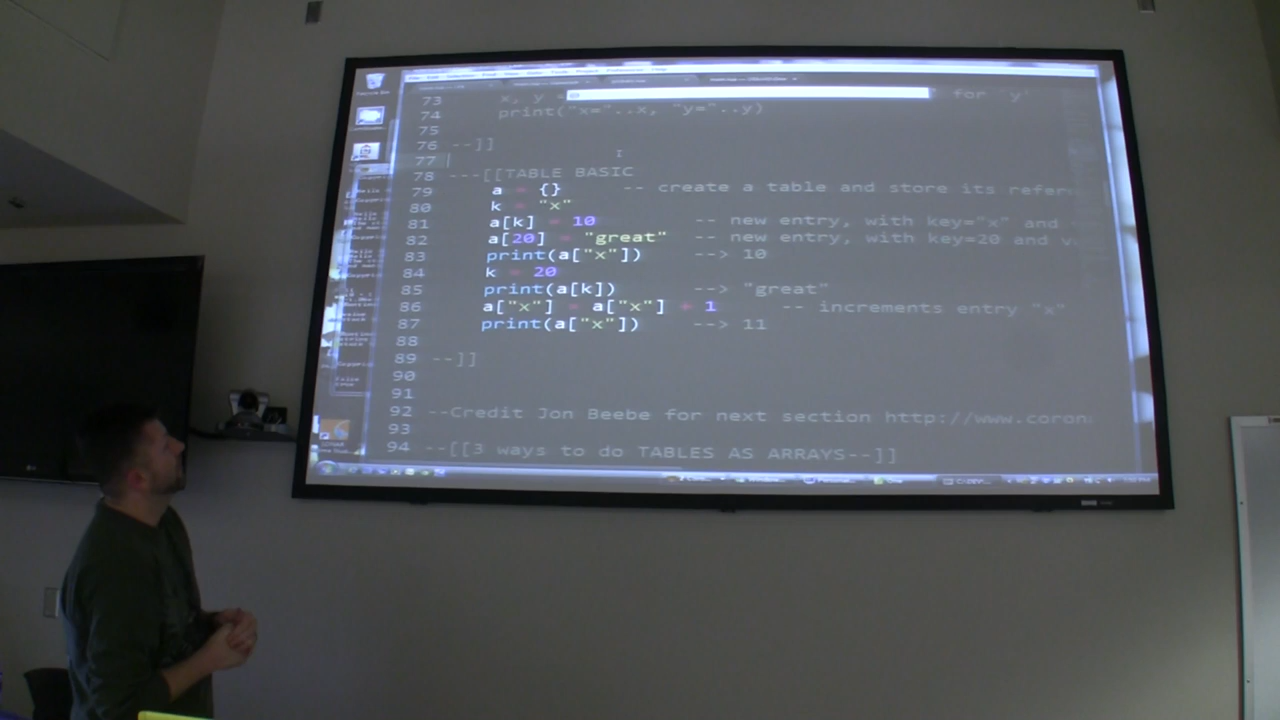 73 x, y for 'y'
74 print("x="..x, "y="..y)
75
76 --]]
77
78 ---[[TABLE BASIC
79 a = {} -- create a table and store its refer
80 k = "x"
81 a[k] = 10 -- new entry, with key="x" and
82 a[20] = "great" -- new entry, with key=20 and v
83 print(a["x"]) --> 10
84 k = 20
85 print(a[k]) --> "great"
86 a["x"] = a["x"] + 1 -- increments entry "x"
87 print(a["x"]) --> 11
88
89 --]]
90
91
92 --Credit Jon Beebe for next section http://www.coron
93
94 --[[3 ways to do TABLES AS ARRAYS--]]